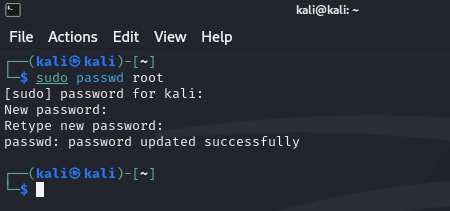 kali@kali: ~
File Actions Edit View Help
┌──(kali㉿kali)-[~]
└─$ sudo passwd root
[sudo] password for kali:
New password:
Retype new password:
passwd: password updated successfully
┌──(kali㉿kali)-[~]
└─$